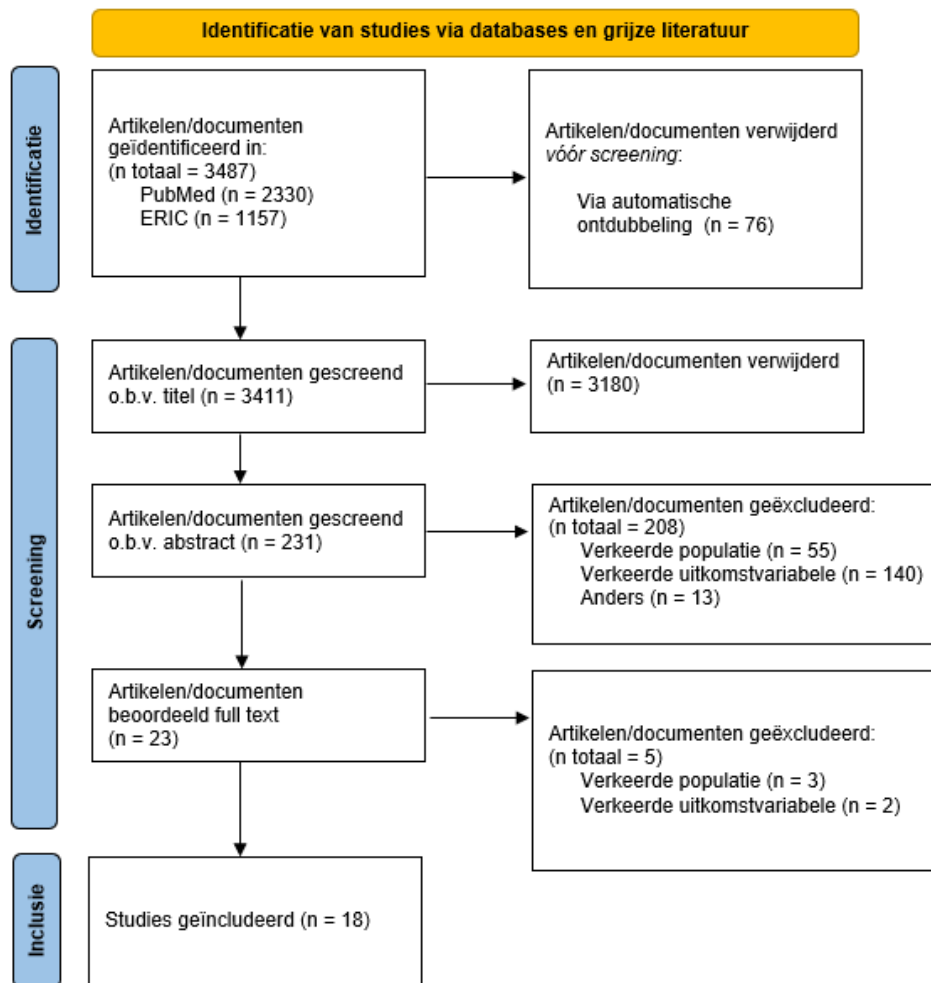 Identificatie van studies via databases en grijze literatuur
Identificatie
Artikelen/documenten
geïdentificeerd in:
(n totaal = 3487)
PubMed (n = 2330)
ERIC (n = 1157)
Artikelen/documenten verwijderd
vóór screening:
Via automatische
ontdubbeling (n = 76)
Screening
Artikelen/documenten gescreend
o.b.v. titel (n = 3411)
Artikelen/documenten verwijderd
(n = 3180)
Artikelen/documenten gescreend
o.b.v. abstract (n = 231)
Artikelen/documenten geëxcludeerd:
(n totaal = 208)
Verkeerde populatie (n = 55)
Verkeerde uitkomstvariabele (n = 140)
Anders (n = 13)
Artikelen/documenten
beoordeeld full text
(n = 23)
Artikelen/documenten geëxcludeerd:
(n totaal = 5)
Verkeerde populatie (n = 3)
Verkeerde uitkomstvariabele (n = 2)
Inclusie
Studies geïncludeerd (n = 18)